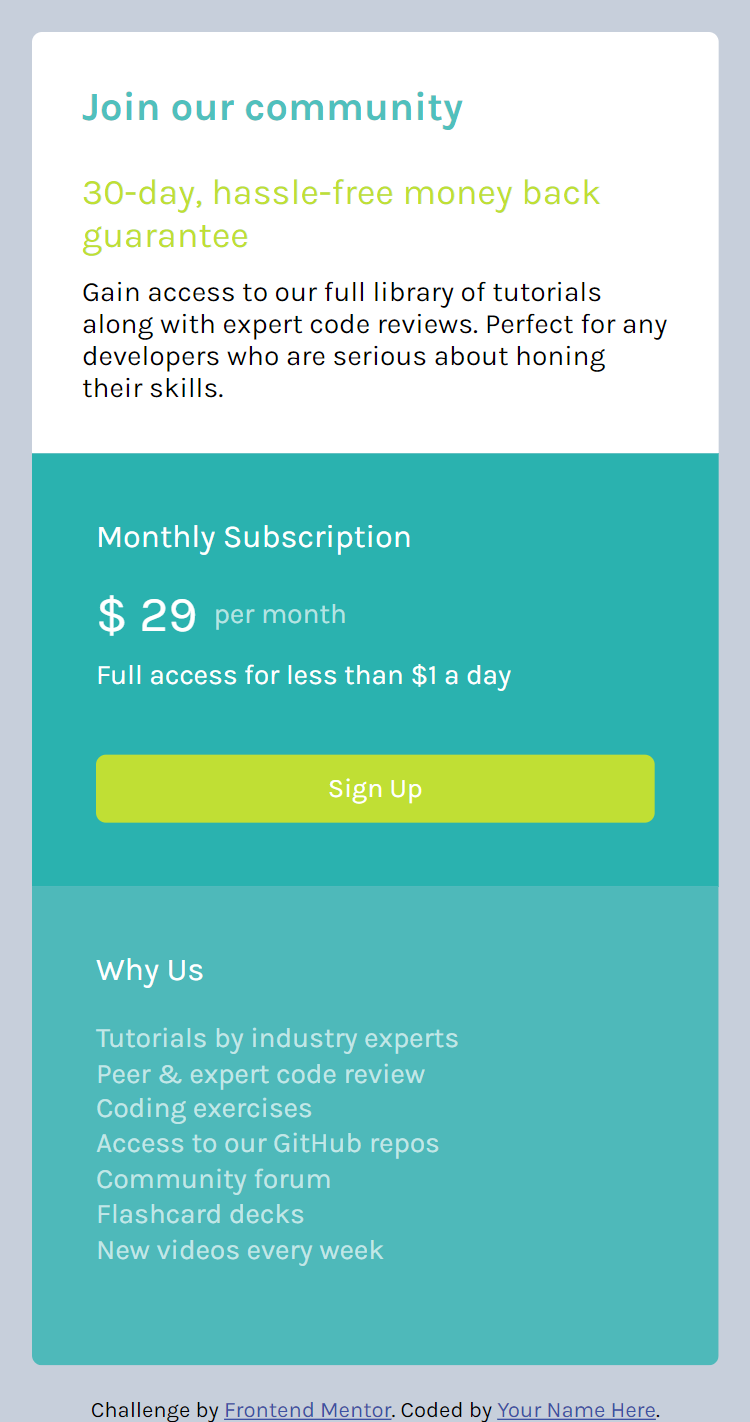 Join our community
30-day, hassle-free money back
guarantee
Gain access to our full library of tutorials
along with expert code reviews. Perfect for any
developers who are serious about honing
their skills.
Monthly Subscription
$ 29 per month
Full access for less than $1 a day
Sign Up
Why Us
Tutorials by industry experts
Peer & expert code review
Coding exercises
Access to our GitHub repos
Community forum
Flashcard decks
New videos every week
Challenge by Frontend Mentor. Coded by Your Name Here.